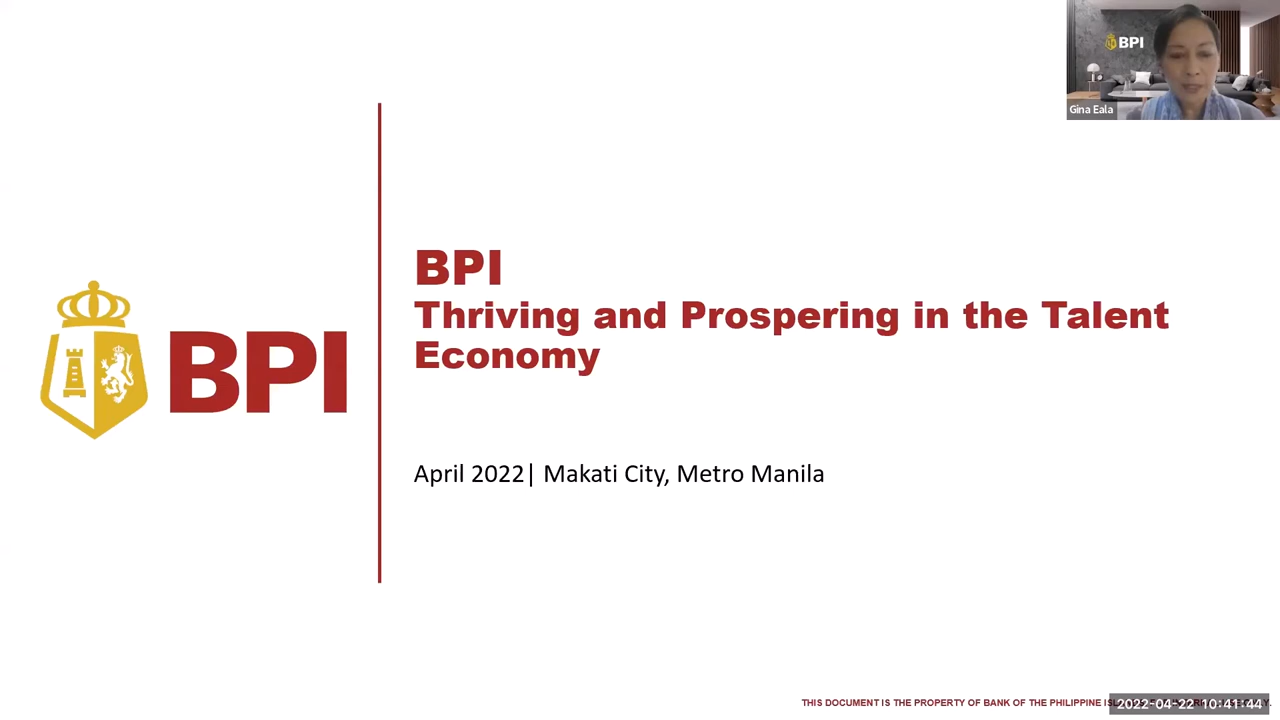 BPI
Gina Eala
BPI
Thriving and Prospering in the Talent
Economy
BPI
April 2022| Makati City, Metro Manila
THIS DOCUMENT IS THE PROPERTY OF BANK OF THE PHILIPPINE
2022-04-22 10:41:44